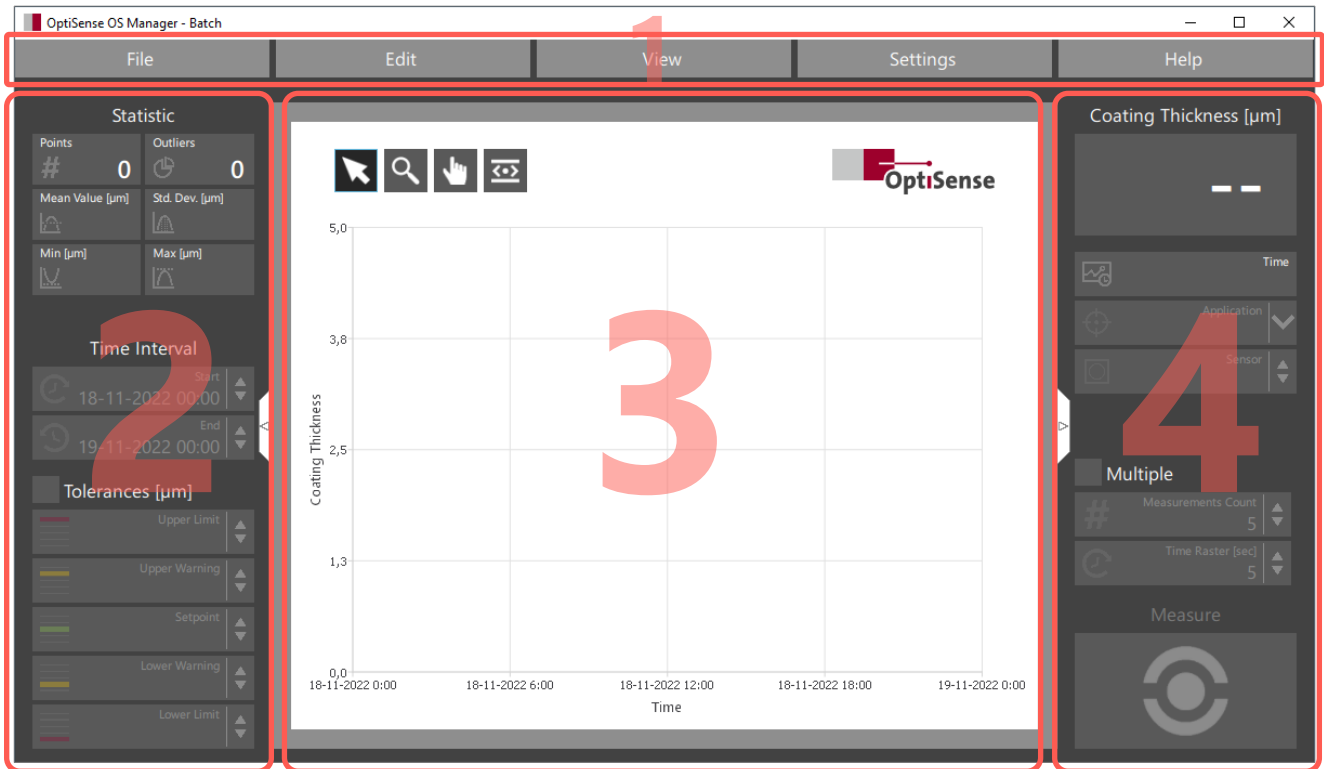 OptiSense OS Manager - Batch
1
File Edit View Settings Help
2
Statistic
Points Outliers
# 0 0
Mean Value [µm] Std. Dev. [µm]
Min [µm] Max [µm]
Time Interval
Start
18-11-2022 00:00
End
19-11-2022 00:00
Tolerances [µm]
Upper Limit
Upper Warning
Setpoint
Lower Warning
Lower Limit
3
OptiSense
5,0
3,8
2,5
1,3
0,0
Coating Thickness
18-11-2022 0:00 18-11-2022 6:00 18-11-2022 12:00 18-11-2022 18:00 19-11-2022 0:00
Time
4
Coating Thickness [µm]
--
Time
Application
Sensor
Multiple
Measurements Count
# 5
Time Raster [sec]
5
Measure